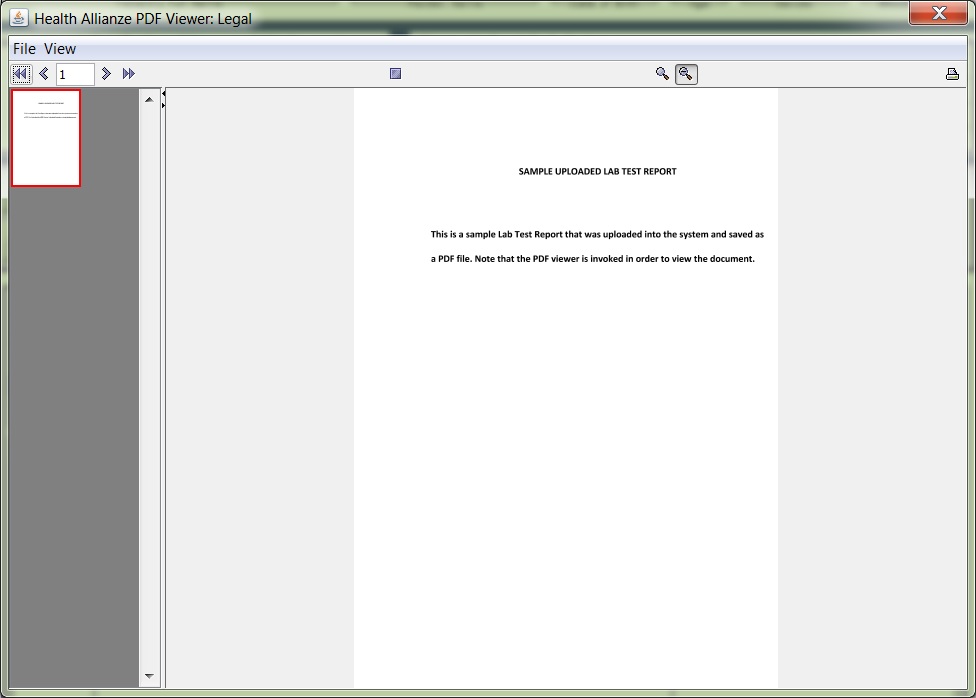 Health Allianze PDF Viewer: Legal
File View
1
SAMPLE UPLOADED LAB TEST REPORT
This is a sample Lab Test Report that was uploaded into the system and saved as
a PDF file. Note that the PDF viewer is invoked in order to view the document.